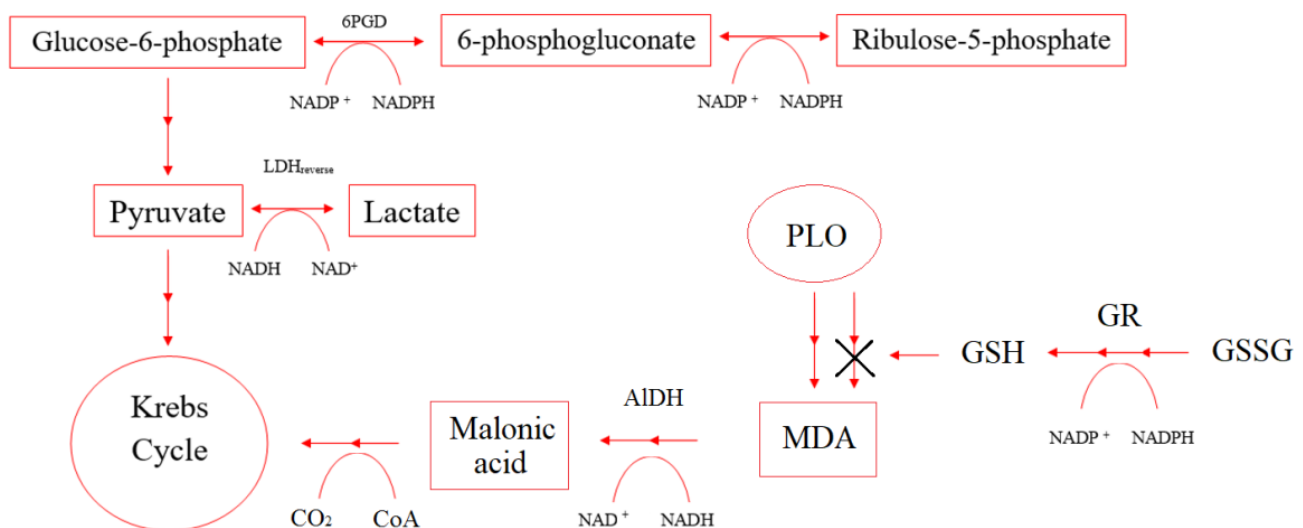 6PGD
Glucose-6-phosphate
6-phosphogluconate
Ribulose-5-phosphate
NADP +
NADPH
NADP +
NADPH
LDHreverse
Pyruvate
Lactate
NADH
NAD+
PLO
GR
GSH
GSSG
NADP +
NADPH
Krebs
Cycle
AlDH
Malonic
acid
MDA
CO2
CoA
NAD +
NADH